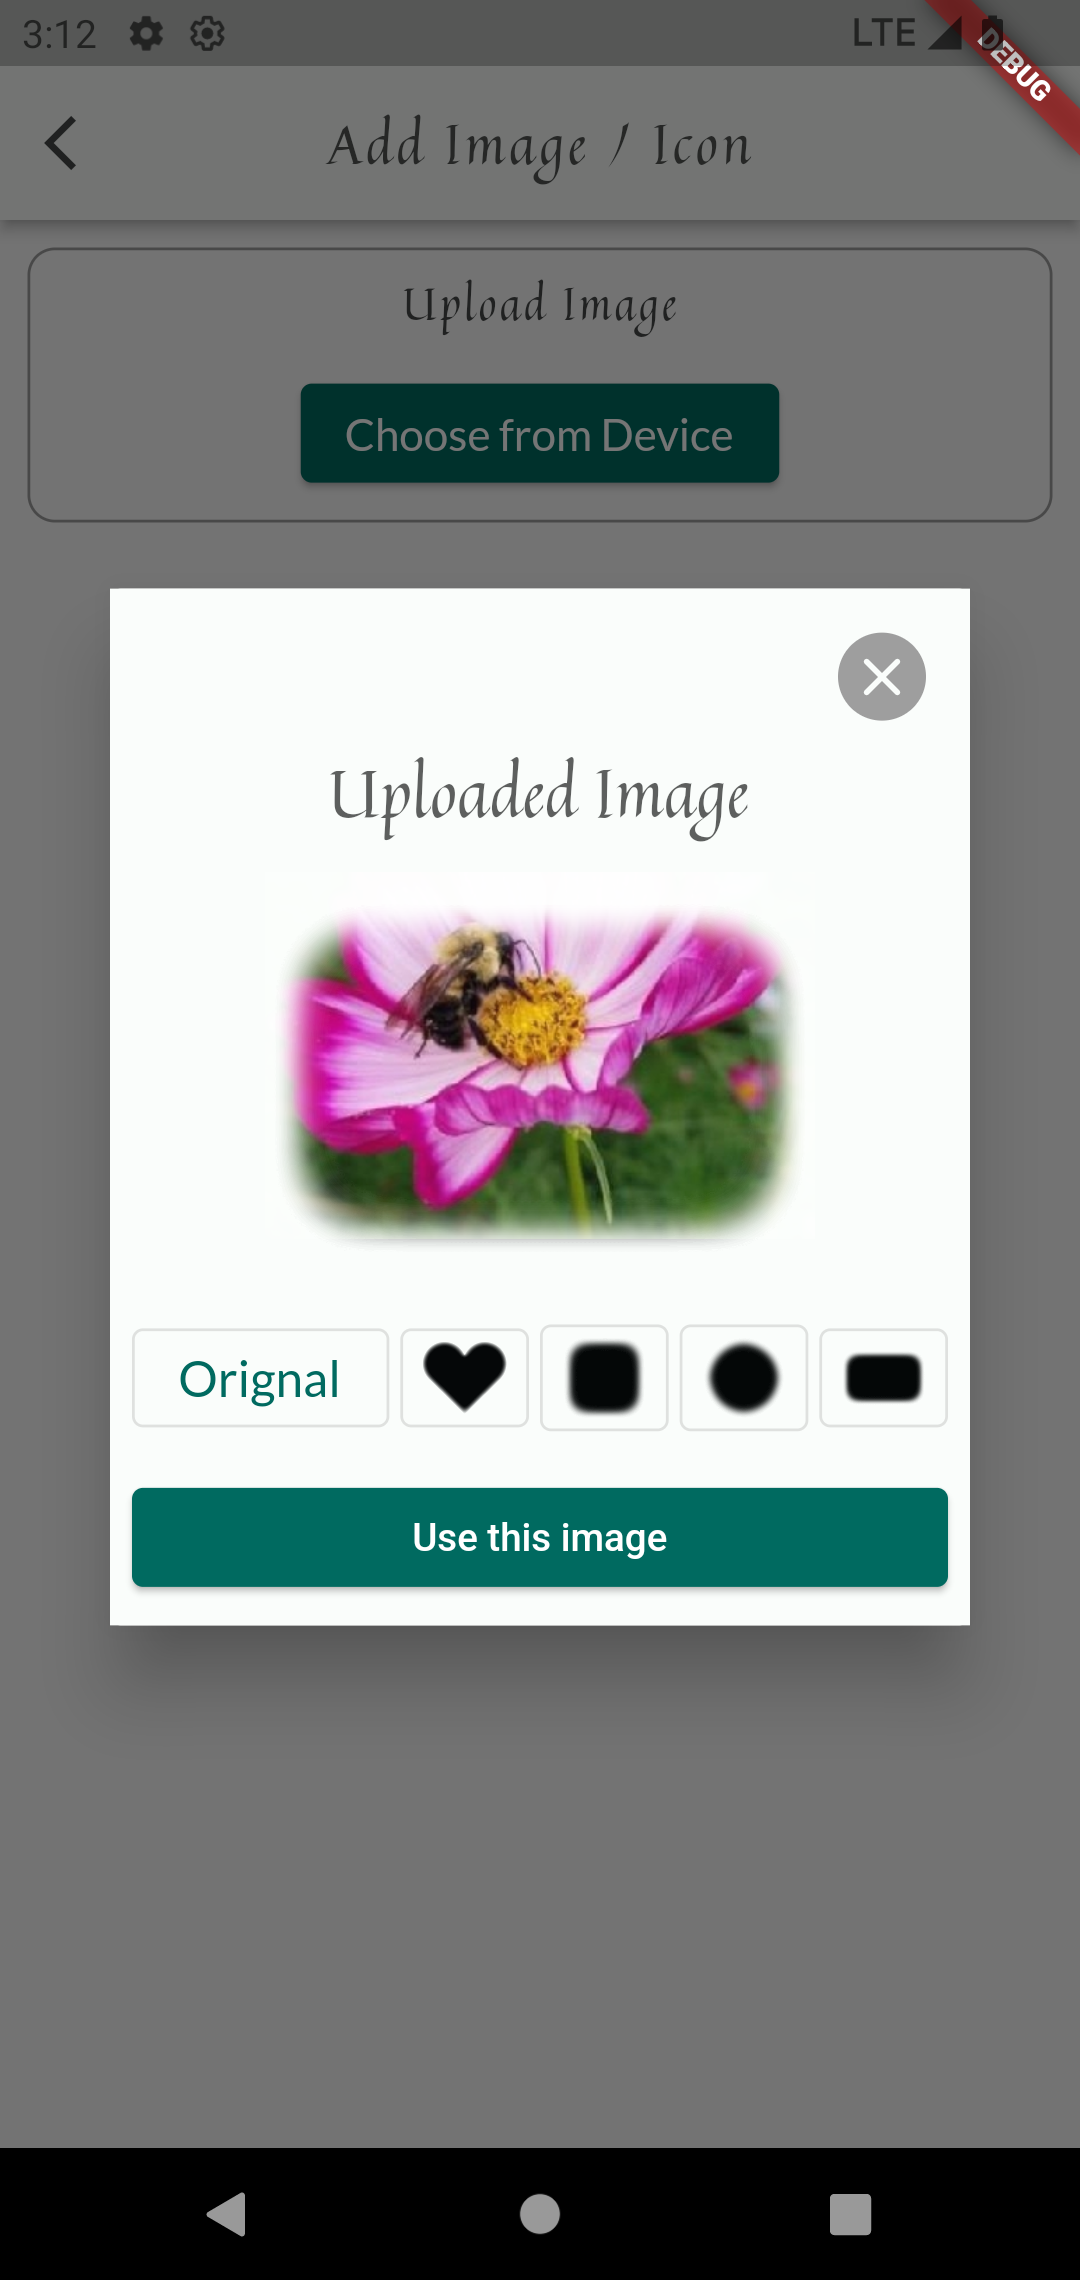 3:12 LTE
DEBUG
Add Image / Icon
Upload Image
Choose from Device
Uploaded Image
Orignal
Use this image